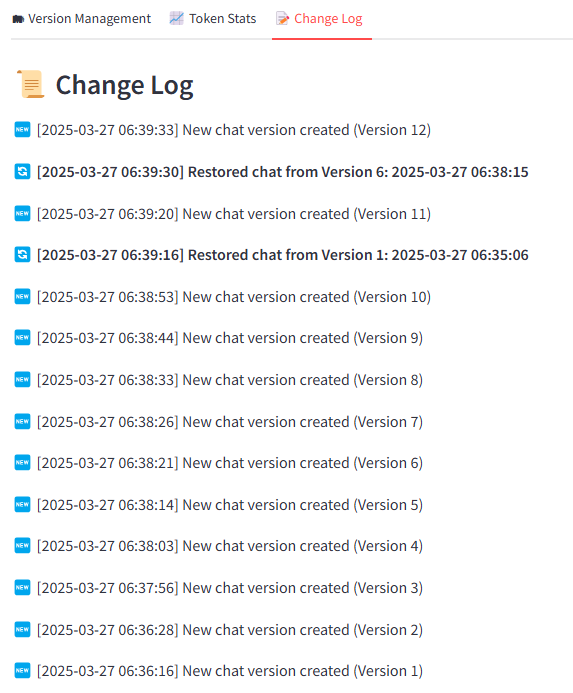 Version Management
Token Stats
Change Log
Change Log
NEW [2025-03-27 06:39:33] New chat version created (Version 12)
[2025-03-27 06:39:30] Restored chat from Version 6: 2025-03-27 06:38:15
NEW [2025-03-27 06:39:20] New chat version created (Version 11)
[2025-03-27 06:39:16] Restored chat from Version 1: 2025-03-27 06:35:06
NEW [2025-03-27 06:38:53] New chat version created (Version 10)
NEW [2025-03-27 06:38:44] New chat version created (Version 9)
NEW [2025-03-27 06:38:33] New chat version created (Version 8)
NEW [2025-03-27 06:38:26] New chat version created (Version 7)
NEW [2025-03-27 06:38:21] New chat version created (Version 6)
NEW [2025-03-27 06:38:14] New chat version created (Version 5)
NEW [2025-03-27 06:38:03] New chat version created (Version 4)
NEW [2025-03-27 06:37:56] New chat version created (Version 3)
NEW [2025-03-27 06:36:28] New chat version created (Version 2)
NEW [2025-03-27 06:36:16] New chat version created (Version 1)